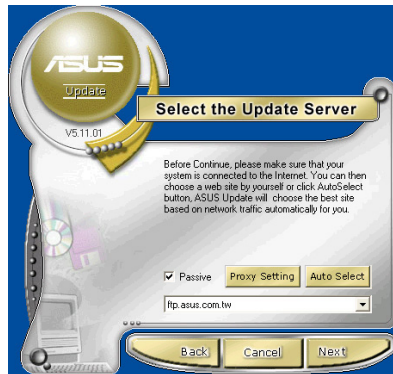 ASUS
Update
V5.11.01
Select the Update Server
Before Continue, please make sure that your
system is connected to the Internet. You can then
choose a web site by yourself or click AutoSelect
button, ASUS Update will choose the best site
based on network traffic automatically for you.
Passive
Proxy Setting
Auto Select
ftp.asus.com.tw
Back
Cancel
Next